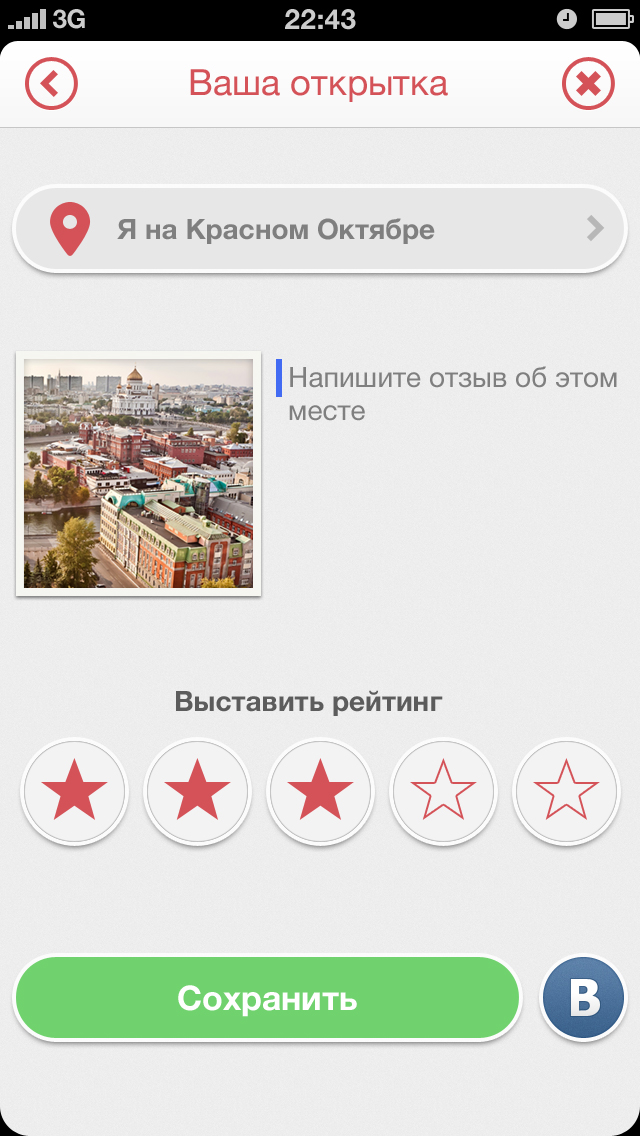 3G 22:43
Ваша открытка
Я на Красном Октябре
Напишите отзыв об этом
месте
Выставить рейтинг
Сохранить
В